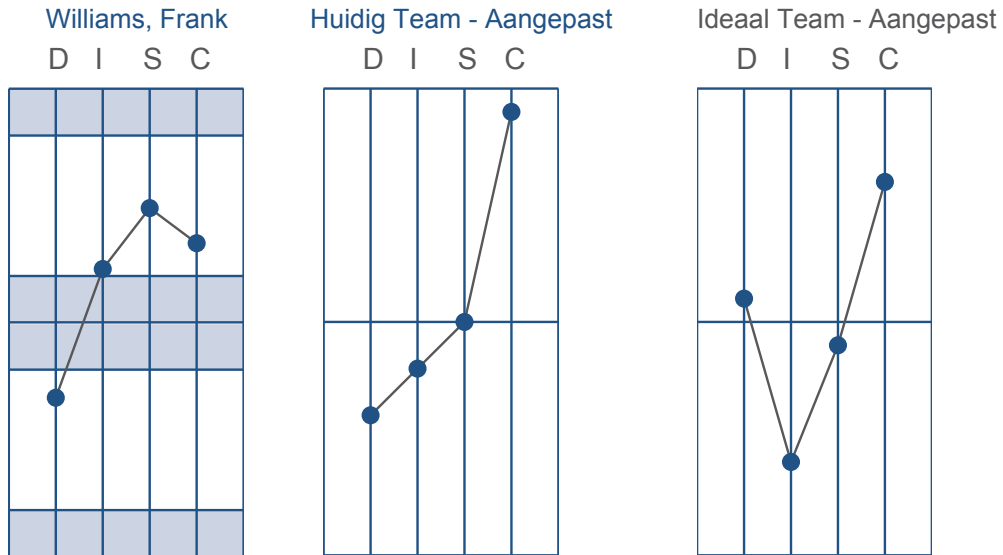 Williams, Frank
D I S C
Huidig Team - Aangepast
D I S C
Ideaal Team - Aangepast
D I S C